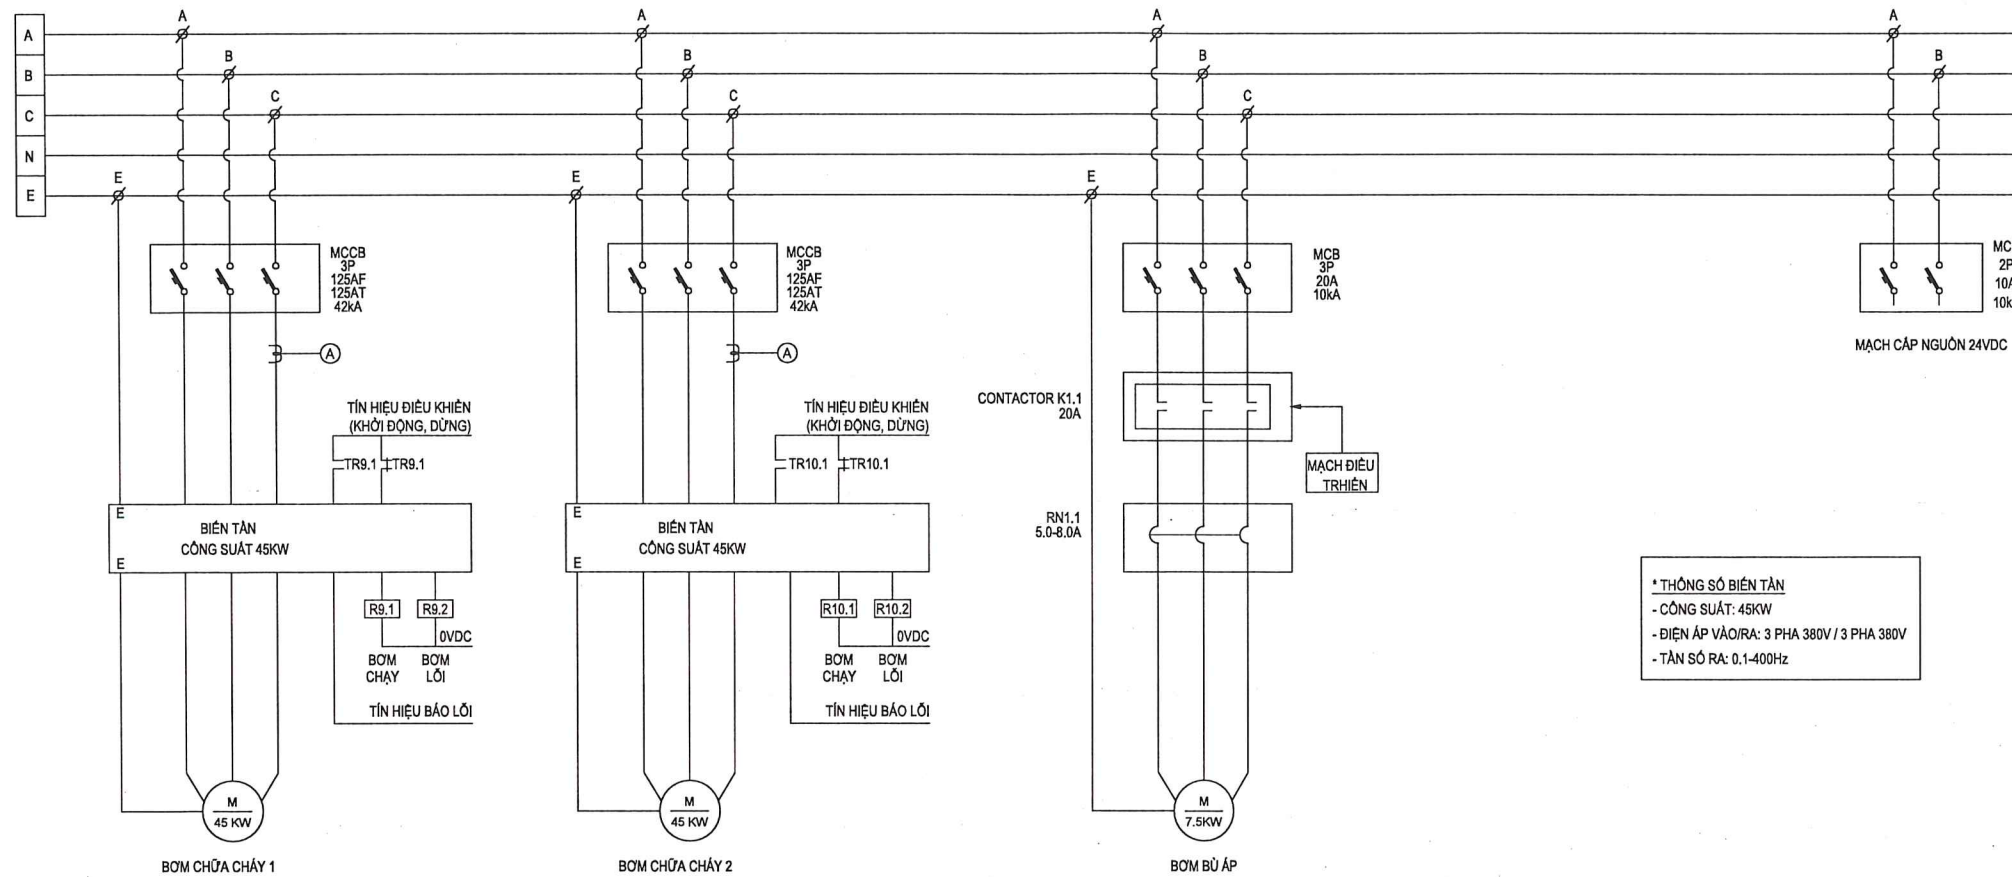 A
B
C
N
E
A
B
C
E
A
B
C
E
A
B
C
E
A
B
MCCB
3P
125AF
125AT
42kA
A
TÍN HIỆU ĐIỀU KHIỂN
(KHỞI ĐỘNG, DỪNG)
TR9.1
TR9.1
E
BIẾN TẦN
CÔNG SUẤT 45KW
E
R9.1
R9.2
0VDC
BƠM
CHẠY
BƠM
LỖI
TÍN HIỆU BÁO LỖI
M
45 KW
BƠM CHỮA CHÁY 1
MCCB
3P
125AF
125AT
42kA
A
TÍN HIỆU ĐIỀU KHIỂN
(KHỞI ĐỘNG, DỪNG)
TR10.1
TR10.1
E
BIẾN TẦN
CÔNG SUẤT 45KW
E
R10.1
R10.2
0VDC
BƠM
CHẠY
BƠM
LỖI
TÍN HIỆU BÁO LỖI
M
45 KW
BƠM CHỮA CHÁY 2
MCB
3P
20A
10kA
CONTACTOR K1.1
20A
MẠCH ĐIỀU
TRHIỂN
RN1.1
5.0-8.0A
M
7.5KW
BƠM BÙ ÁP
MC
2P
10A
10k
MẠCH CẤP NGUỒN 24VDC
* THÔNG SỐ BIẾN TẦN
- CÔNG SUẤT: 45KW
- ĐIỆN ÁP VÀO/RA: 3 PHA 380V / 3 PHA 380V
- TẦN SỐ RA: 0.1-400Hz